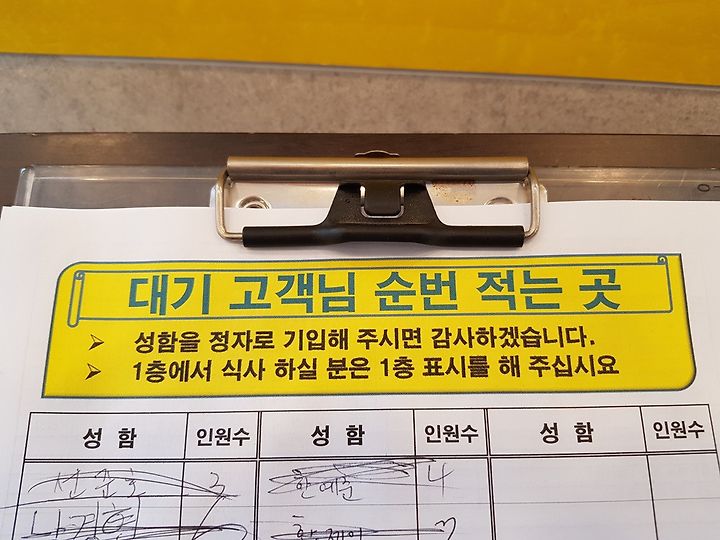 대기 고객님 순번 적는 곳
➢ 성함을 정자로 기입해 주시면 감사하겠습니다.
➢ 1층에서 식사 하실 분은 1층 표시를 해 주십시요
성 함 인원수 성 함 인원수 성 함 인원수
3 한예준 4